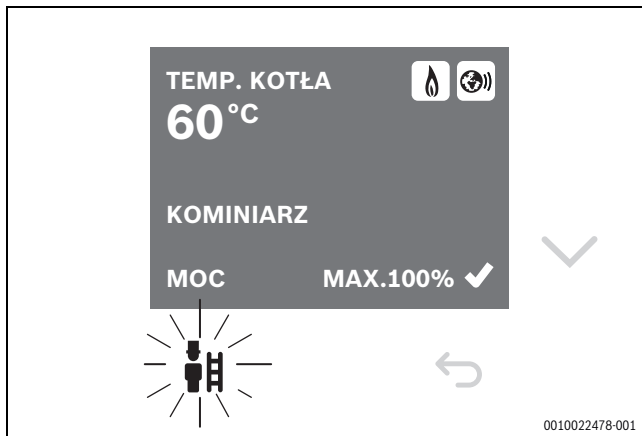 TEMP. KOTŁA
60°C
KOMINIARZ
MOC MAX.100%
0010022478-001